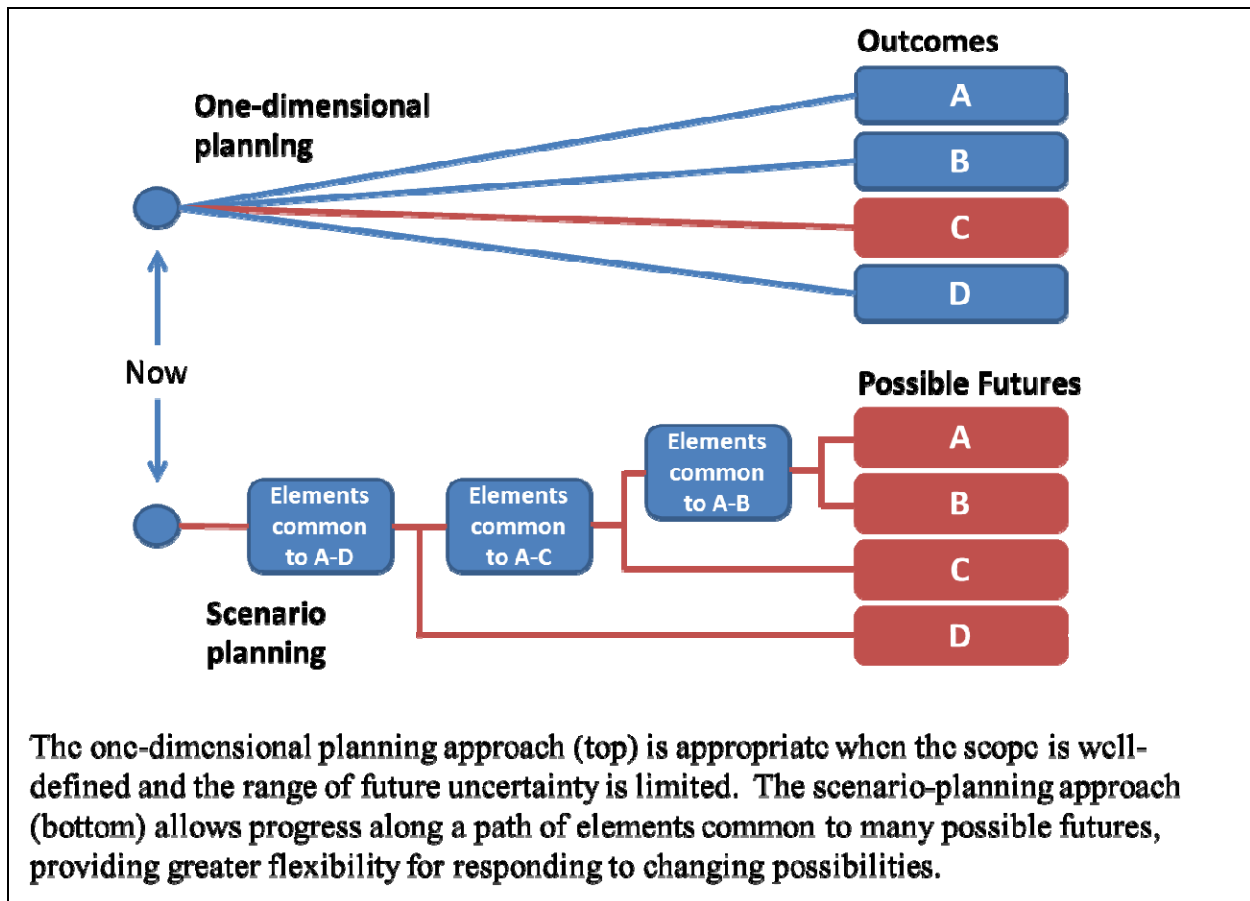 Outcomes
One-dimensional
planning
A
B
C
D
Now
Possible Futures
A
B
C
D
Elements
common
to A-D
Elements
common
to A-C
Elements
common
to A-B
Scenario
planning
The one-dimensional planning approach (top) is appropriate when the scope is well-
defined and the range of future uncertainty is limited.  The scenario-planning approach
(bottom) allows progress along a path of elements common to many possible futures,
providing greater flexibility for responding to changing possibilities.